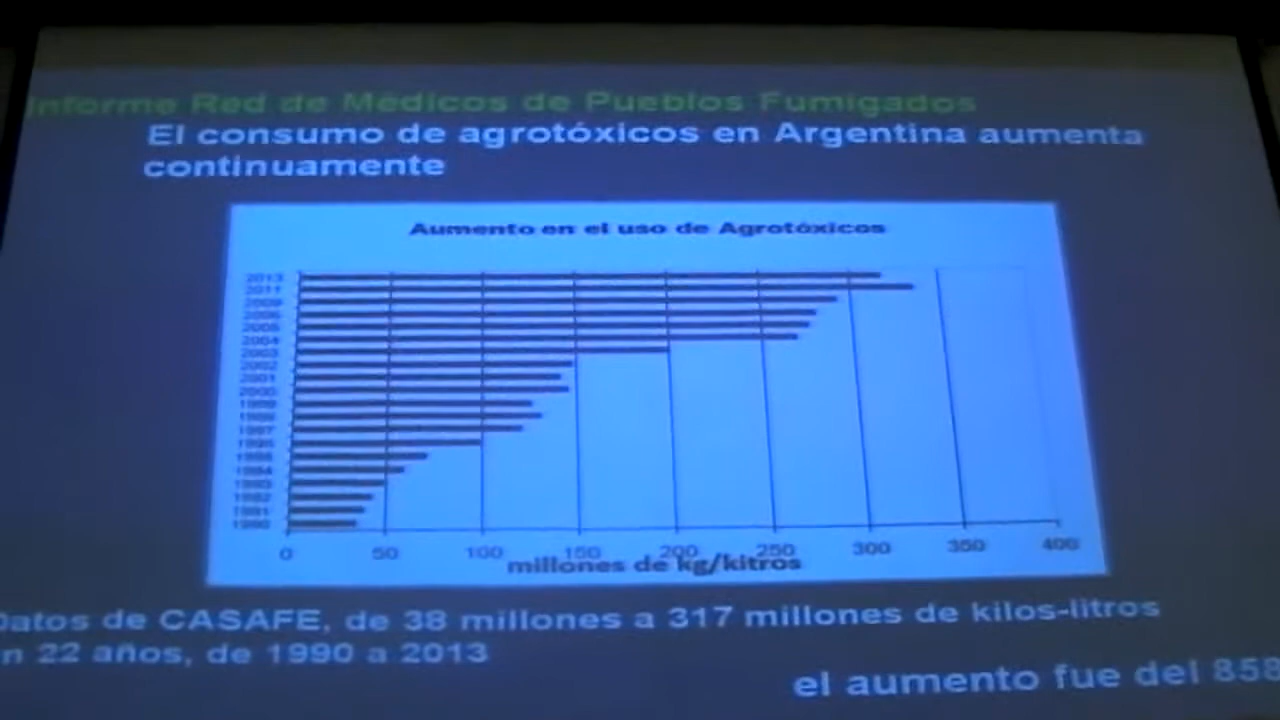 Informe Red de Médicos de Pueblos Fumigados
El consumo de agrotóxicos en Argentina aumenta
continuamente
Aumento en el uso de Agrotóxicos
2013
2011
2009
2006
2005
2004
2003
2002
2001
2000
1999
1998
1997
1996
1995
1994
1993
1992
1991
1990
0 50 100 150 200 250 300 350 400
millones de kg/kitros
Datos de CASAFE, de 38 millones a 317 millones de kilos-litros
n 22 años, de 1990 a 2013
el aumento fue del 858